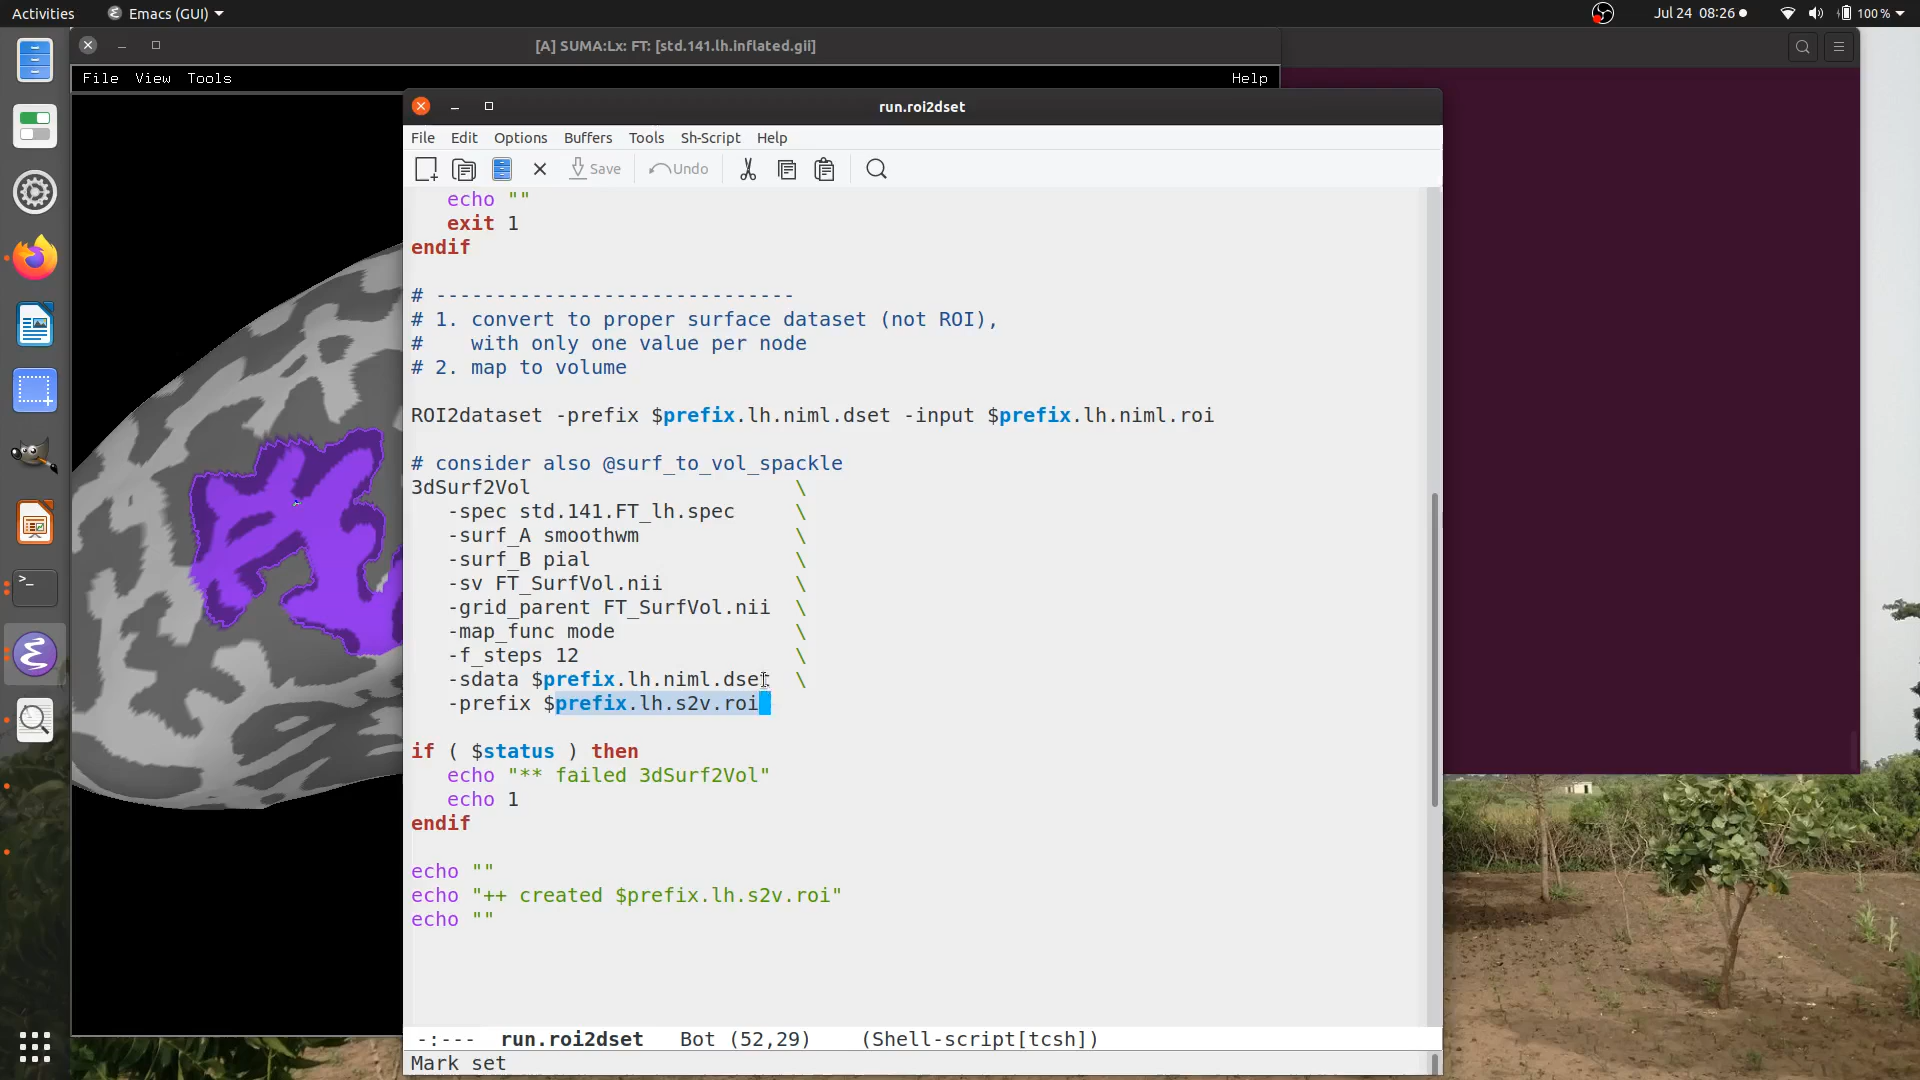 Activities
Emacs (GUI)
Jul 24 08:26
100 %
[A] SUMA:Lx: FT: [std.141.lh.inflated.gii]
File View Tools
Help
run.roi2dset
File Edit Options Buffers Tools Sh-Script Help
Save
Undo
echo ""
exit 1
endif
# ------------------------------
# 1. convert to proper surface dataset (not ROI),
#    with only one value per node
# 2. map to volume
ROI2dataset -prefix $prefix.lh.niml.dset -input $prefix.lh.niml.roi
# consider also @surf_to_vol_spackle
3dSurf2Vol \
-spec std.141.FT_lh.spec \
-surf_A smoothwm \
-surf_B pial \
-sv FT_SurfVol.nii \
-grid_parent FT_SurfVol.nii \
-map_func mode \
-f_steps 12 \
-sdata $prefix.lh.niml.dset \
-prefix $prefix.lh.s2v.roi
if ( $status ) then
echo "** failed 3dSurf2Vol"
echo 1
endif
echo ""
echo "++ created $prefix.lh.s2v.roi"
echo ""
-:--- run.roi2dset Bot (52,29) (Shell-script[tcsh])
Mark set